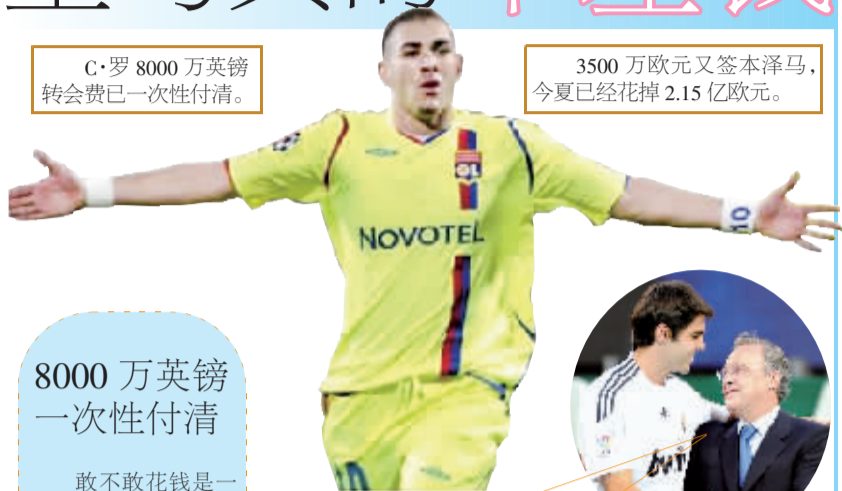 C·罗 8000 万英镑
转会费已一次性付清。
3500 万欧元又签本泽马，
今夏已经花掉 2.15 亿欧元。
OL
NOVOTEL
10
8000 万英镑
一次性付清
敢不敢花钱是一